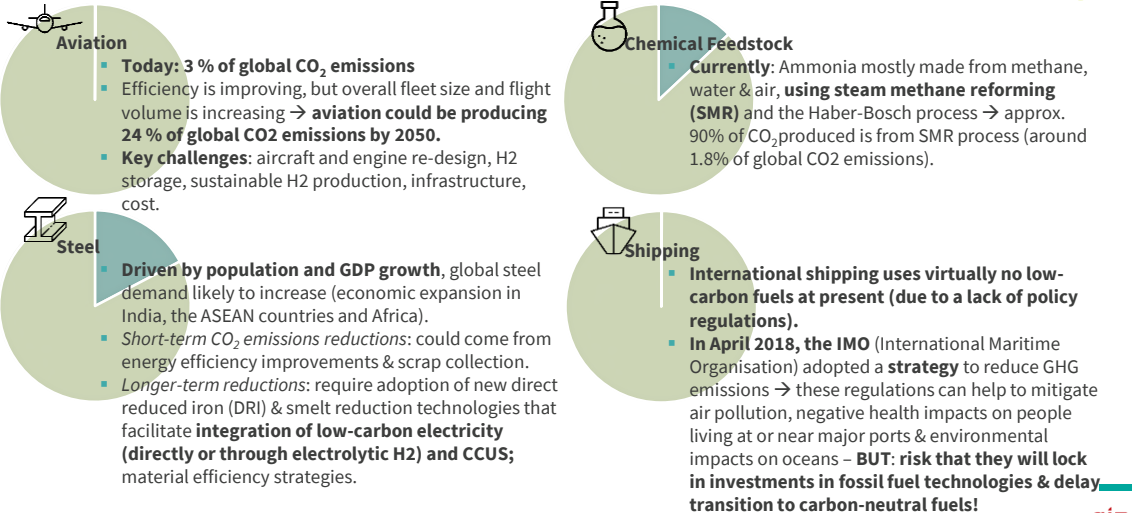 Aviation
▪ Today: 3 % of global CO₂ emissions
▪ Efficiency is improving, but overall fleet size and flight
volume is increasing → aviation could be producing
24 % of global CO2 emissions by 2050.
▪ Key challenges: aircraft and engine re-design, H2
storage, sustainable H2 production, infrastructure,
cost.
Steel
▪ Driven by population and GDP growth, global steel
demand likely to increase (economic expansion in
India, the ASEAN countries and Africa).
▪ Short-term CO₂ emissions reductions: could come from
energy efficiency improvements & scrap collection.
▪ Longer-term reductions: require adoption of new direct
reduced iron (DRI) & smelt reduction technologies that
facilitate integration of low-carbon electricity
(directly or through electrolytic H2) and CCUS;
material efficiency strategies.
Chemical Feedstock
▪ Currently: Ammonia mostly made from methane,
water & air, using steam methane reforming
(SMR) and the Haber-Bosch process → approx.
90% of CO₂produced is from SMR process (around
1.8% of global CO2 emissions).
Shipping
▪ International shipping uses virtually no low-
carbon fuels at present (due to a lack of policy
regulations).
▪ In April 2018, the IMO (International Maritime
Organisation) adopted a strategy to reduce GHG
emissions → these regulations can help to mitigate
air pollution, negative health impacts on people
living at or near major ports & environmental
impacts on oceans – BUT: risk that they will lock
in investments in fossil fuel technologies & delay
transition to carbon-neutral fuels!